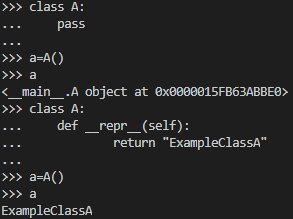 >>> class A:
...     pass
...
>>> a=A()
>>> a
<__main__.A object at 0x0000015FB63ABBE0>
>>> class A:
...     def __repr__(self):
...             return "ExampleClassA"
...
>>> a=A()
>>> a
ExampleClassA